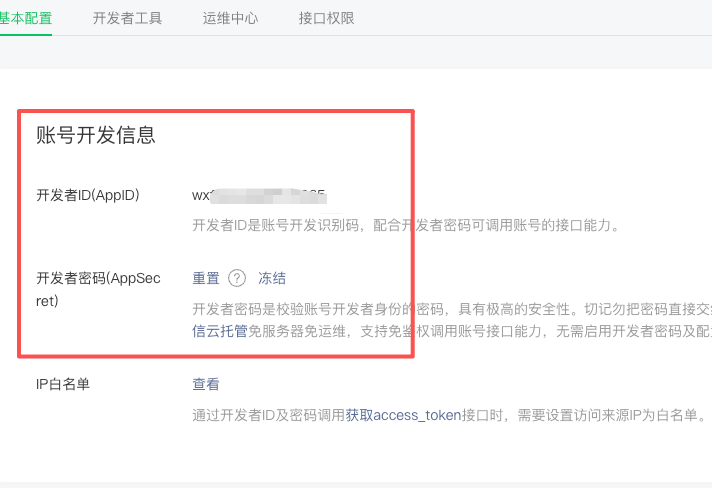 基本配置 开发者工具 运维中心 接口权限
账号开发信息
开发者ID(AppID) wx
开发者ID是账号开发识别码，配合开发者密码可调用账号的接口能力。
开发者密码(AppSec
ret)
重置 ? 冻结
开发者密码是校验账号开发者身份的密码，具有极高的安全性。切记勿把密码直接交
信云托管免服务器免运维，支持免鉴权调用账号接口能力，无需启用开发者密码及配
IP白名单 查看
通过开发者ID及密码调用获取access_token接口时，需要设置访问来源IP为白名单。